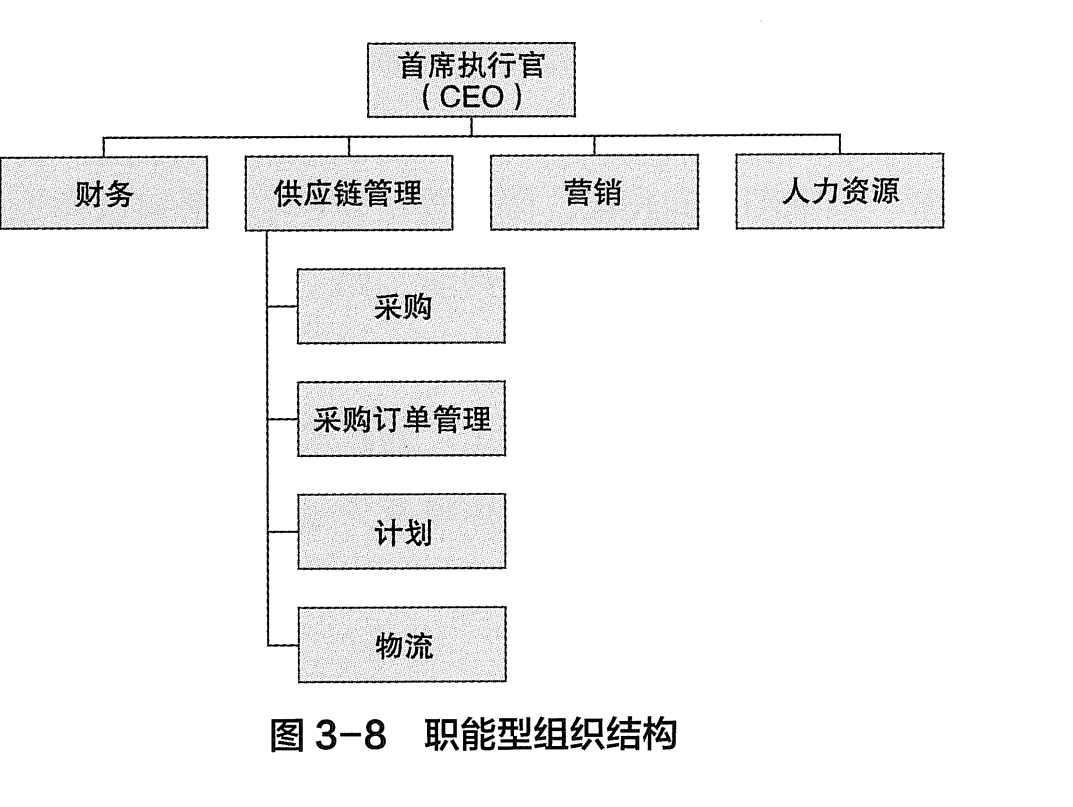 首席执行官
（CEO）
财务
供应链管理
营销
人力资源
采购
采购订单管理
计划
物流
图 3-8 职能型组织结构